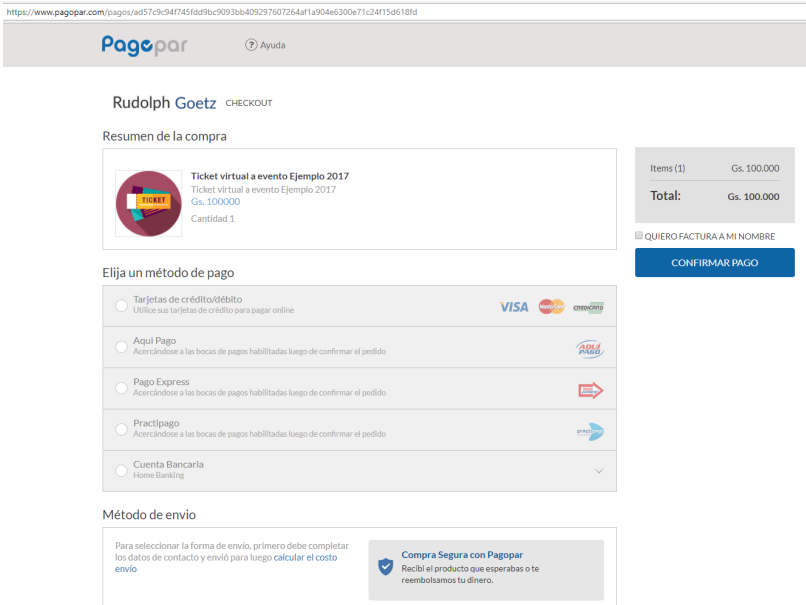 https://www.pagopar.com/pagos/ad57c9c94f745fdd9bc9093bb409297607264af1a904e6300e71c24f15d618fd
Pagopar
? Ayuda
Rudolph Goetz CHECKOUT
Resumen de la compra
TICKET
Ticket virtual a evento Ejemplo 2017
Ticket virtual a evento Ejemplo 2017
Gs. 100000
Cantidad 1
Items (1) Gs. 100.000
Total: Gs. 100.000
QUIERO FACTURA A MI NOMBRE
CONFIRMAR PAGO
Elija un método de pago
Tarjetas de crédito/débito
Utilice sus tarjetas de crédito para pagar online
VISA MasterCard CREDICARD
Aqui Pago
Acercándose a las bocas de pagos habilitadas luego de confirmar el pedido
AQUÍ
PAGO
Pago Express
Acercándose a las bocas de pagos habilitadas luego de confirmar el pedido
Practipago
Acercándose a las bocas de pagos habilitadas luego de confirmar el pedido
Cuenta Bancaria
Home Banking
Método de envio
Para seleccionar la forma de envío, primero debe completar
los datos de contacto y envió para luego calcular el costo
envío
Compra Segura con Pagopar
Recibí el producto que esperabas o te
reembolsamos tu dinero.